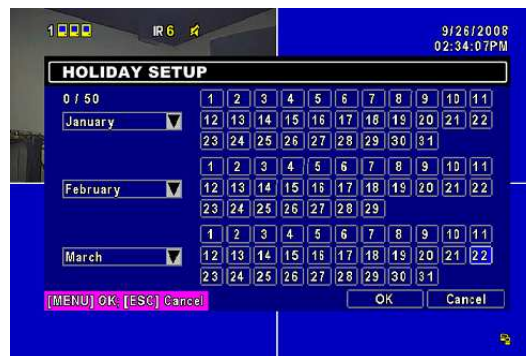 1 IR 6 9/26/2008
02:34:07PM
HOLIDAY SETUP
0 / 50 1 2 3 4 5 6 7 8 9 10 11
January 12 13 14 15 16 17 18 19 20 21 22
23 24 25 26 27 28 29 30 31
1 2 3 4 5 6 7 8 9 10 11
February 12 13 14 15 16 17 18 19 20 21 22
23 24 25 26 27 28 29
1 2 3 4 5 6 7 8 9 10 11
March 12 13 14 15 16 17 18 19 20 21 22
23 24 25 26 27 28 29 30 31
[MENU] OK, [ESC] Cancel OK Cancel